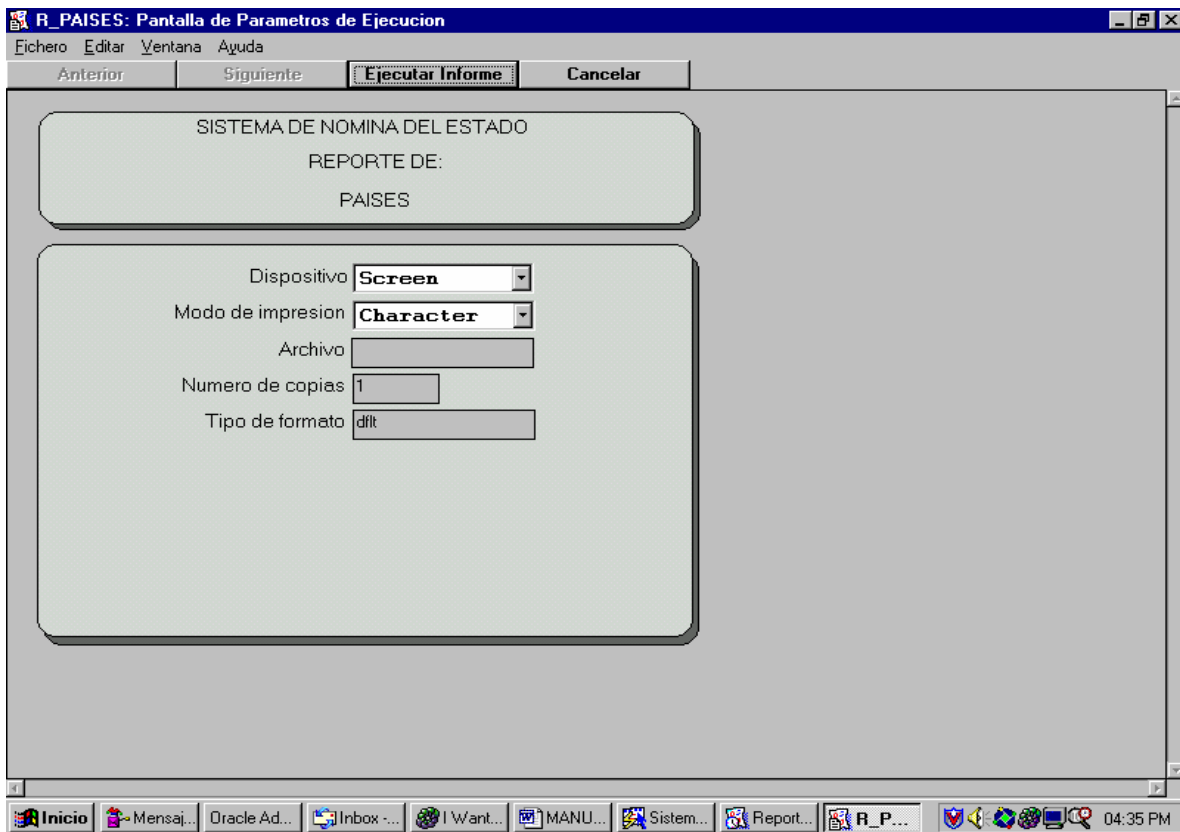 R_PAISES: Pantalla de Parametros de Ejecucion
Fichero Editar Ventana Ayuda
Anterior Siguiente Ejecutar Informe Cancelar
SISTEMA DE NOMINA DEL ESTADO
REPORTE DE:
PAISES
Dispositivo Screen
Modo de impresion Character
Archivo
Numero de copias 1
Tipo de formato dflt
Inicio Mensaj... Oracle Ad... Inbox -... I Want... MANU... Sistem... Report... R_P... 04:35 PM